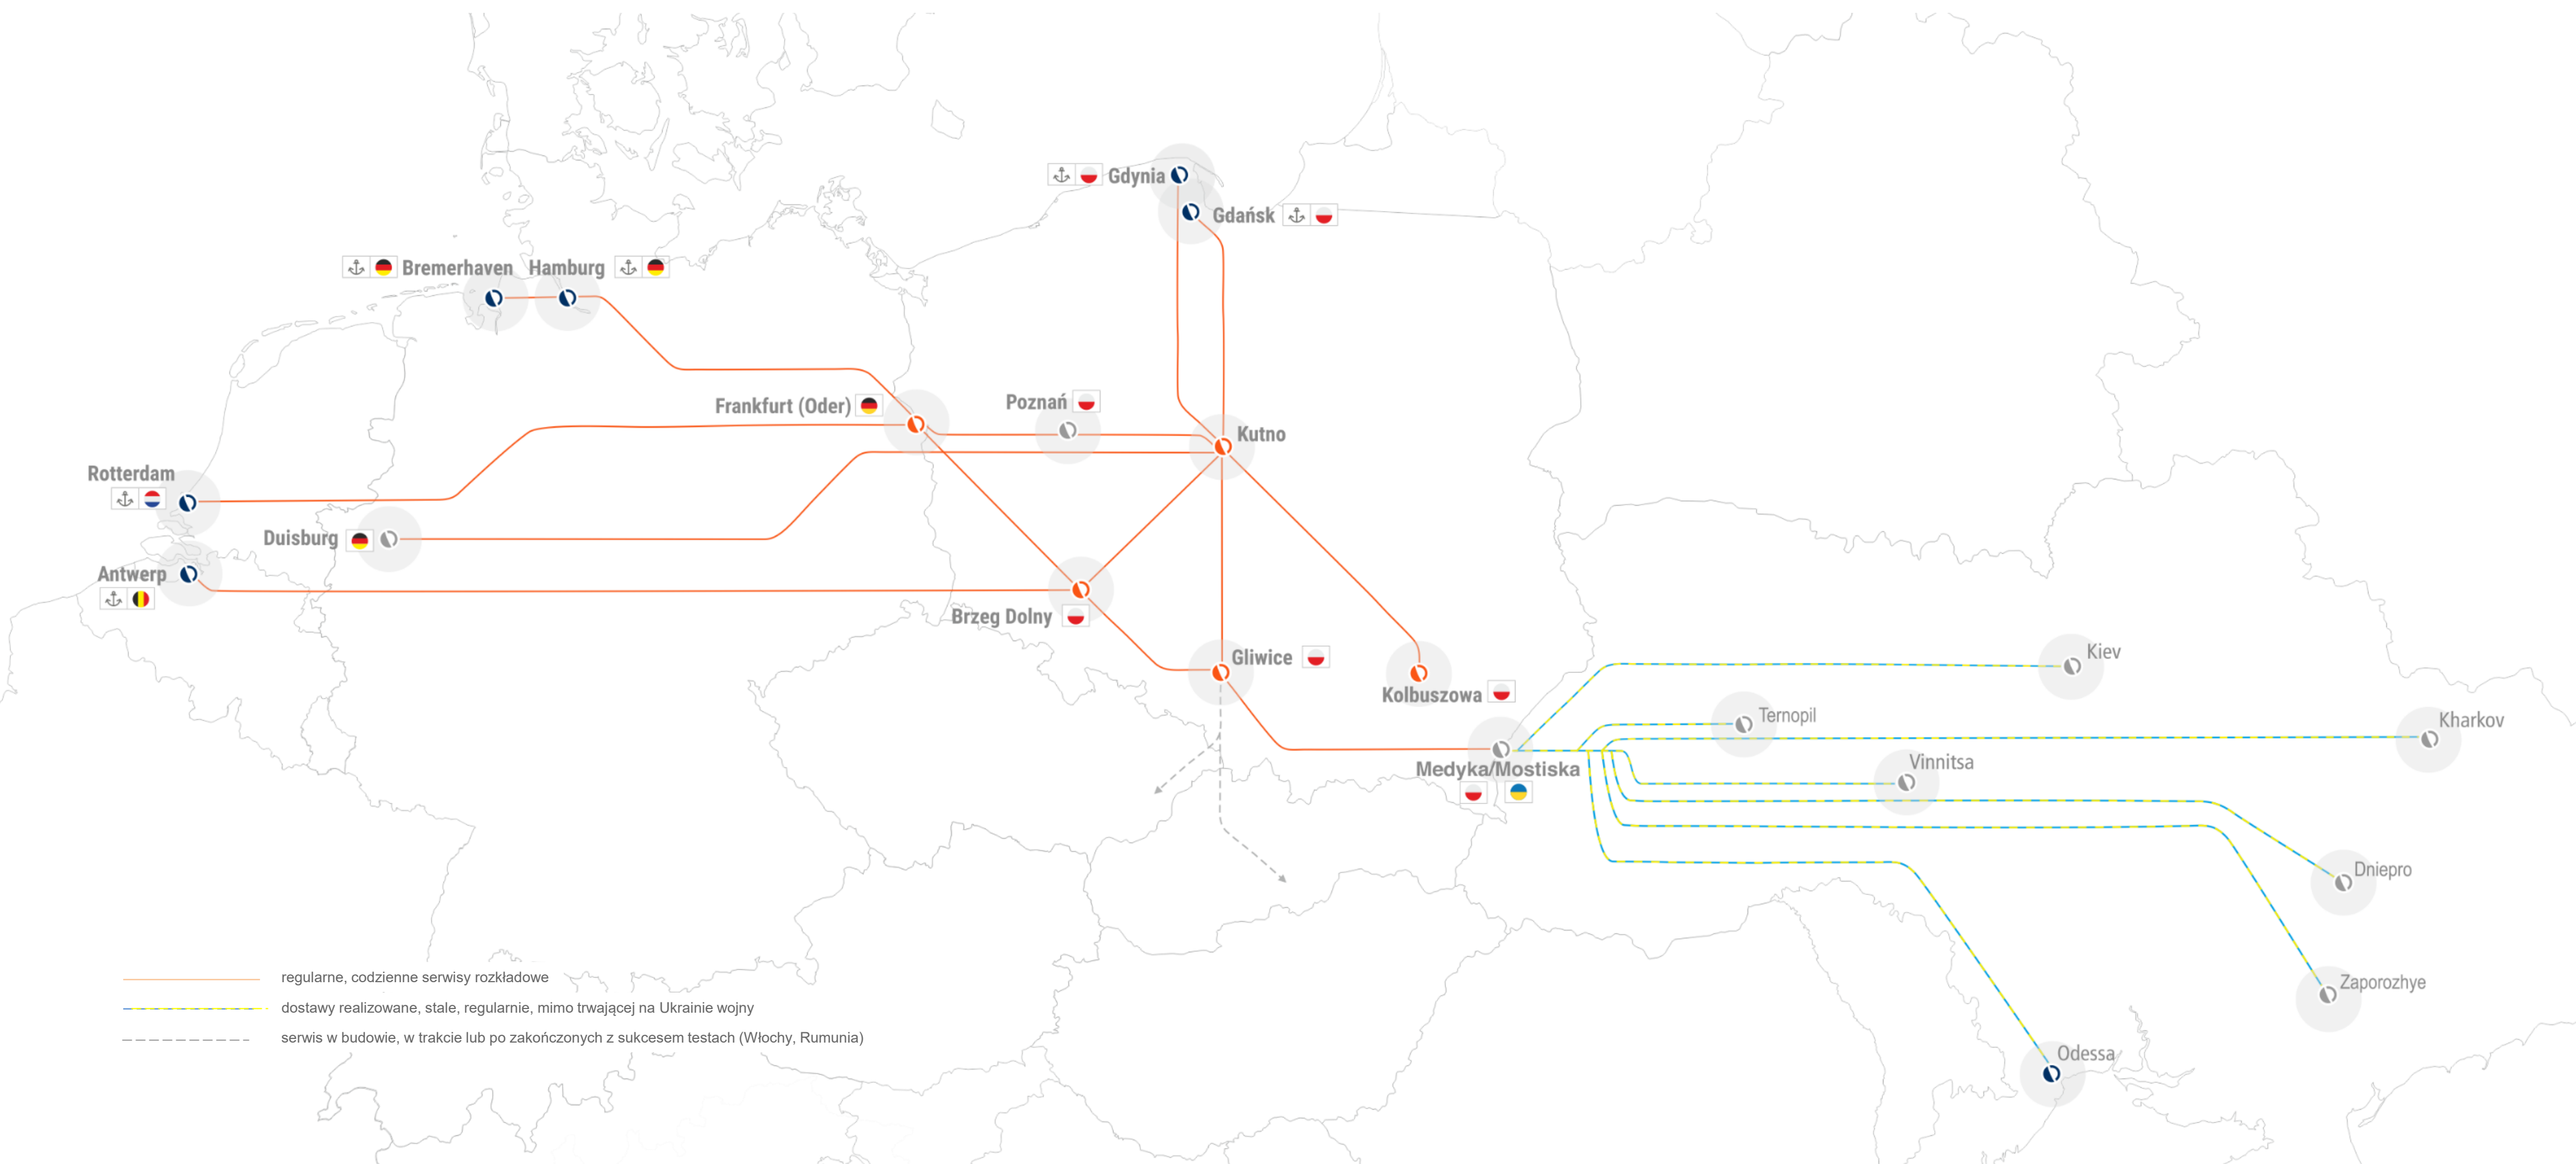 Gdynia
Gdańsk
Bremerhaven
Hamburg
Frankfurt (Oder)
Poznań
Kutno
Rotterdam
Duisburg
Antwerp
Brzeg Dolny
Gliwice
Kolbuszowa
Kiev
Ternopil
Kharkov
Medyka/Mostiska
Vinnitsa
Dniepro
Zaporozhye
Odessa
regularne, codzienne serwisy rozkładowe
dostawy realizowane, stale, regularnie, mimo trwającej na Ukrainie wojny
serwis w budowie, w trakcie lub po zakończonych z sukcesem testach (Włochy, Rumunia)